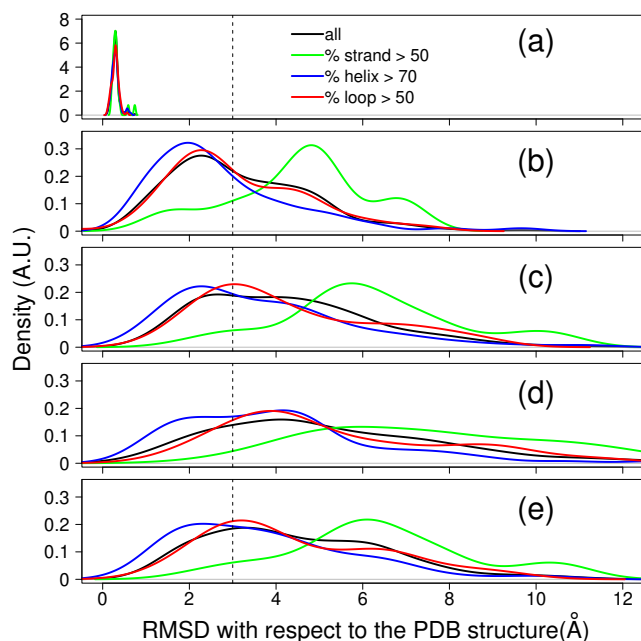 8
6
4
2
0
(a)
all
% strand > 50
% helix > 70
% loop > 50
0.3
0.2
0.1
0
(b)
0.3
0.2
0.1
0
(c)
0.3
0.2
0.1
0
(d)
0.3
0.2
0.1
0
(e)
Density (A.U.)
0 2 4 6 8 10 12
RMSD with respect to the PDB structure(Å)